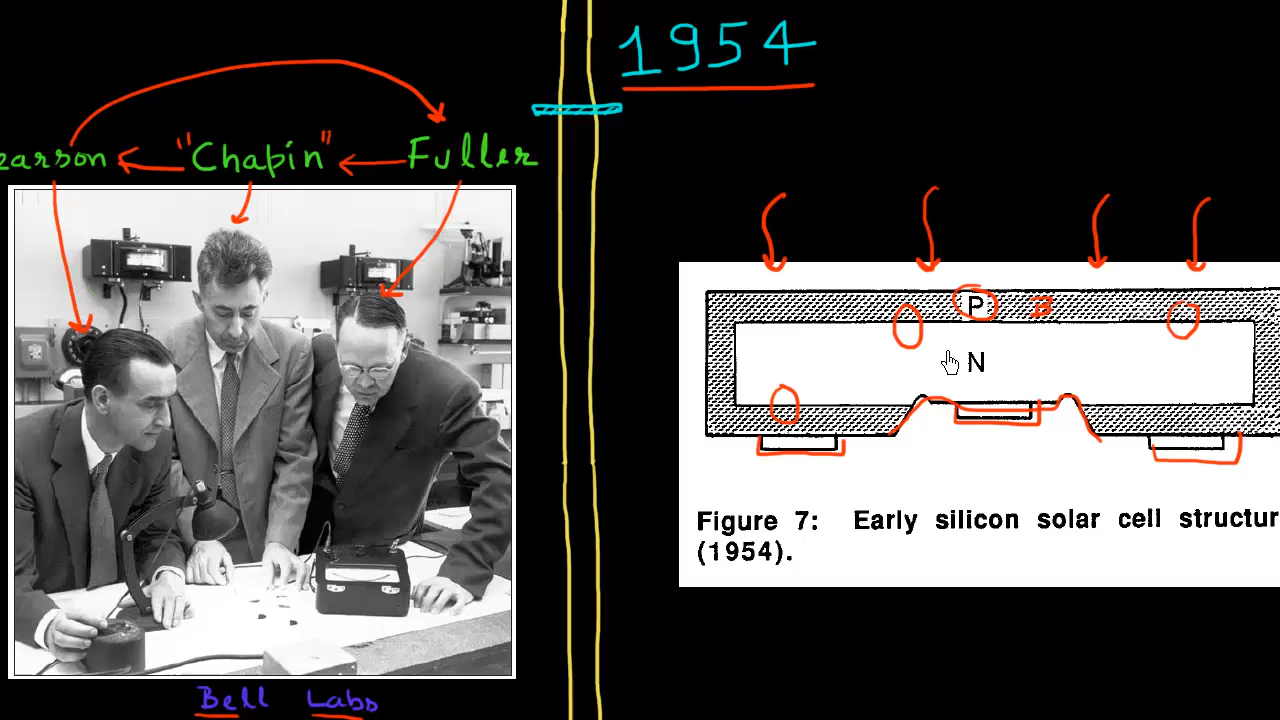 1954
earson "Chapin" Fuller
P B
N
Figure 7: Early silicon solar cell structur
(1954).
Bell Labs